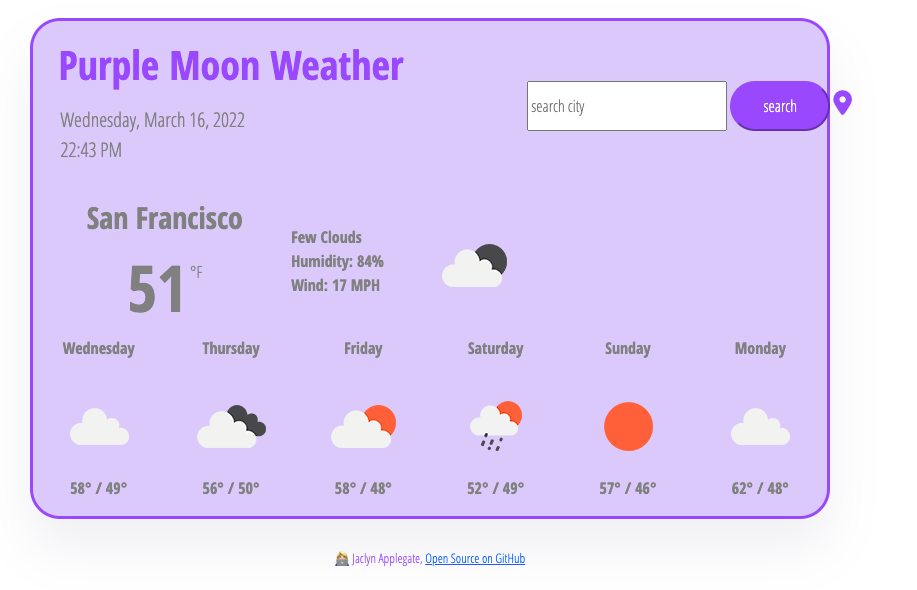 Purple Moon Weather
Wednesday, March 16, 2022
22:43 PM
search city
search
San Francisco
51 °F
Few Clouds
Humidity: 84%
Wind: 17 MPH
Wednesday Thursday Friday Saturday Sunday Monday
58° / 49° 56° / 50° 58° / 48° 52° / 49° 57° / 46° 62° / 48°
Jaclyn Applegate, Open Source on GitHub